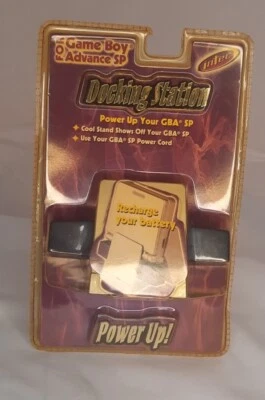 for Game Boy®
Advance SP
intec
Docking Station
Power Up Your GBA® SP
Cool Stand Shows Off Your GBA® SP
Use Your GBA® SP Power Cord
Recharge
your battery
Power Up!